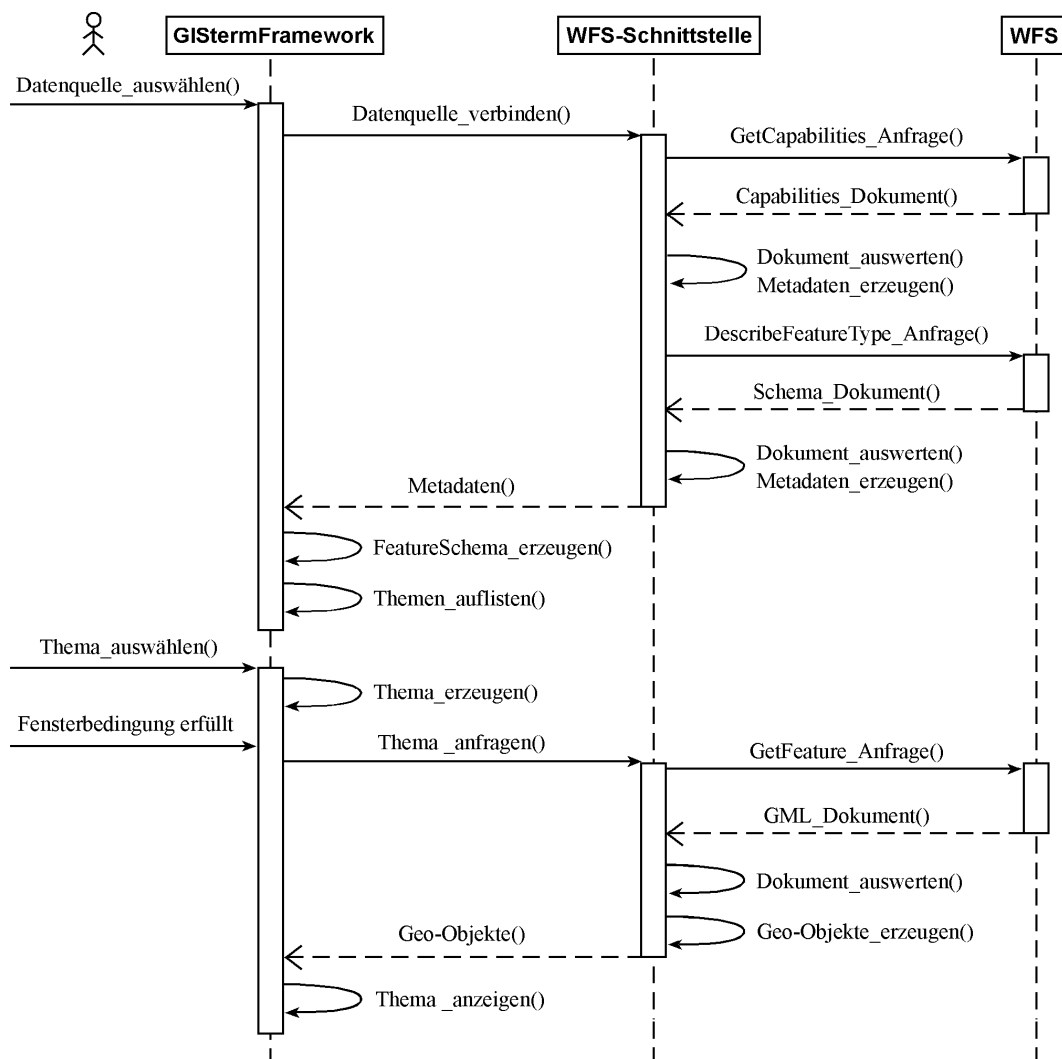 GIStermFramework
WFS-Schnittstelle
WFS
Datenquelle_auswählen()
Datenquelle_verbinden()
GetCapabilities_Anfrage()
Capabilities_Dokument()
Dokument_auswerten()
Metadaten_erzeugen()
DescribeFeatureType_Anfrage()
Schema_Dokument()
Dokument_auswerten()
Metadaten_erzeugen()
Metadaten()
FeatureSchema_erzeugen()
Themen_auflisten()
Thema_auswählen()
Thema_erzeugen()
Fensterbedingung erfüllt
Thema _anfragen()
GetFeature_Anfrage()
GML_Dokument()
Dokument_auswerten()
Geo-Objekte_erzeugen()
Geo-Objekte()
Thema _anzeigen()